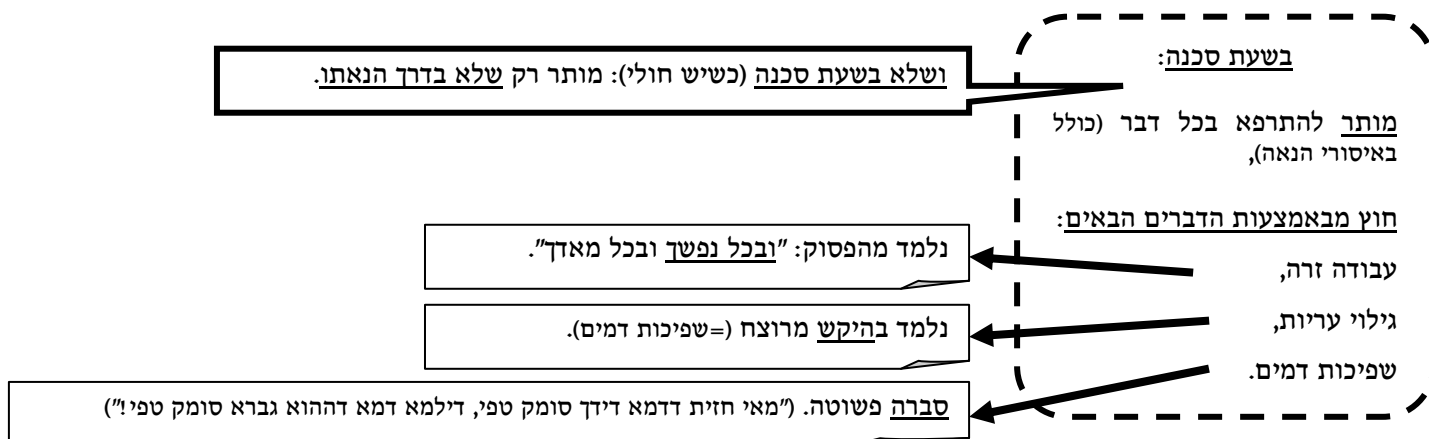 בשעת סכנה:
ושלא בשעת סכנה (כשיש חולי): מותר רק שלא בדרך הנאתו.
מותר להתרפא בכל דבר (כולל
באיסורי הנאה),
חוץ מבאמצעות הדברים הבאים:
נלמד מהפסוק: "ובכל נפשך ובכל מאדך".
עבודה זרה,
נלמד בהיקש מרוצח (=שפיכות דמים).
גילוי עריות,
שפיכות דמים.
סברה פשוטה. ("מאי חזית דדמא דידך סומק טפי, דילמא דמא דההוא גברא סומק טפי!")